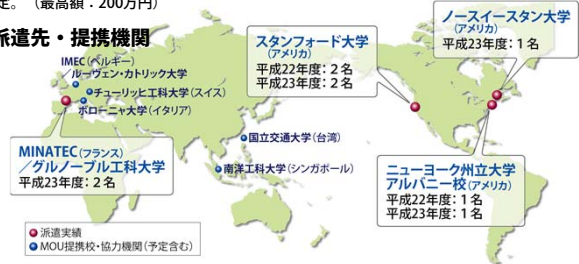 定。（最高額：200万円）
派遣先・提携機関
IMEC（ベルギー）
／ルーヴェン・カトリック大学
チューリッヒ工科大学（スイス）
ボローニャ大学（イタリア）
MINATEC（フランス）
／グルノーブル工科大学
平成23年度：2名
スタンフォード大学
（アメリカ）
平成22年度：2名
平成23年度：2名
ノースイースタン大学
（アメリカ）
平成23年度：1名
国立交通大学（台湾）
南洋工科大学（シンガポール）
ニューヨーク州立大学
アルバニー校（アメリカ）
平成22年度：1名
平成23年度：1名
派遣実績
MOU提携校・協力機関（予定含む）